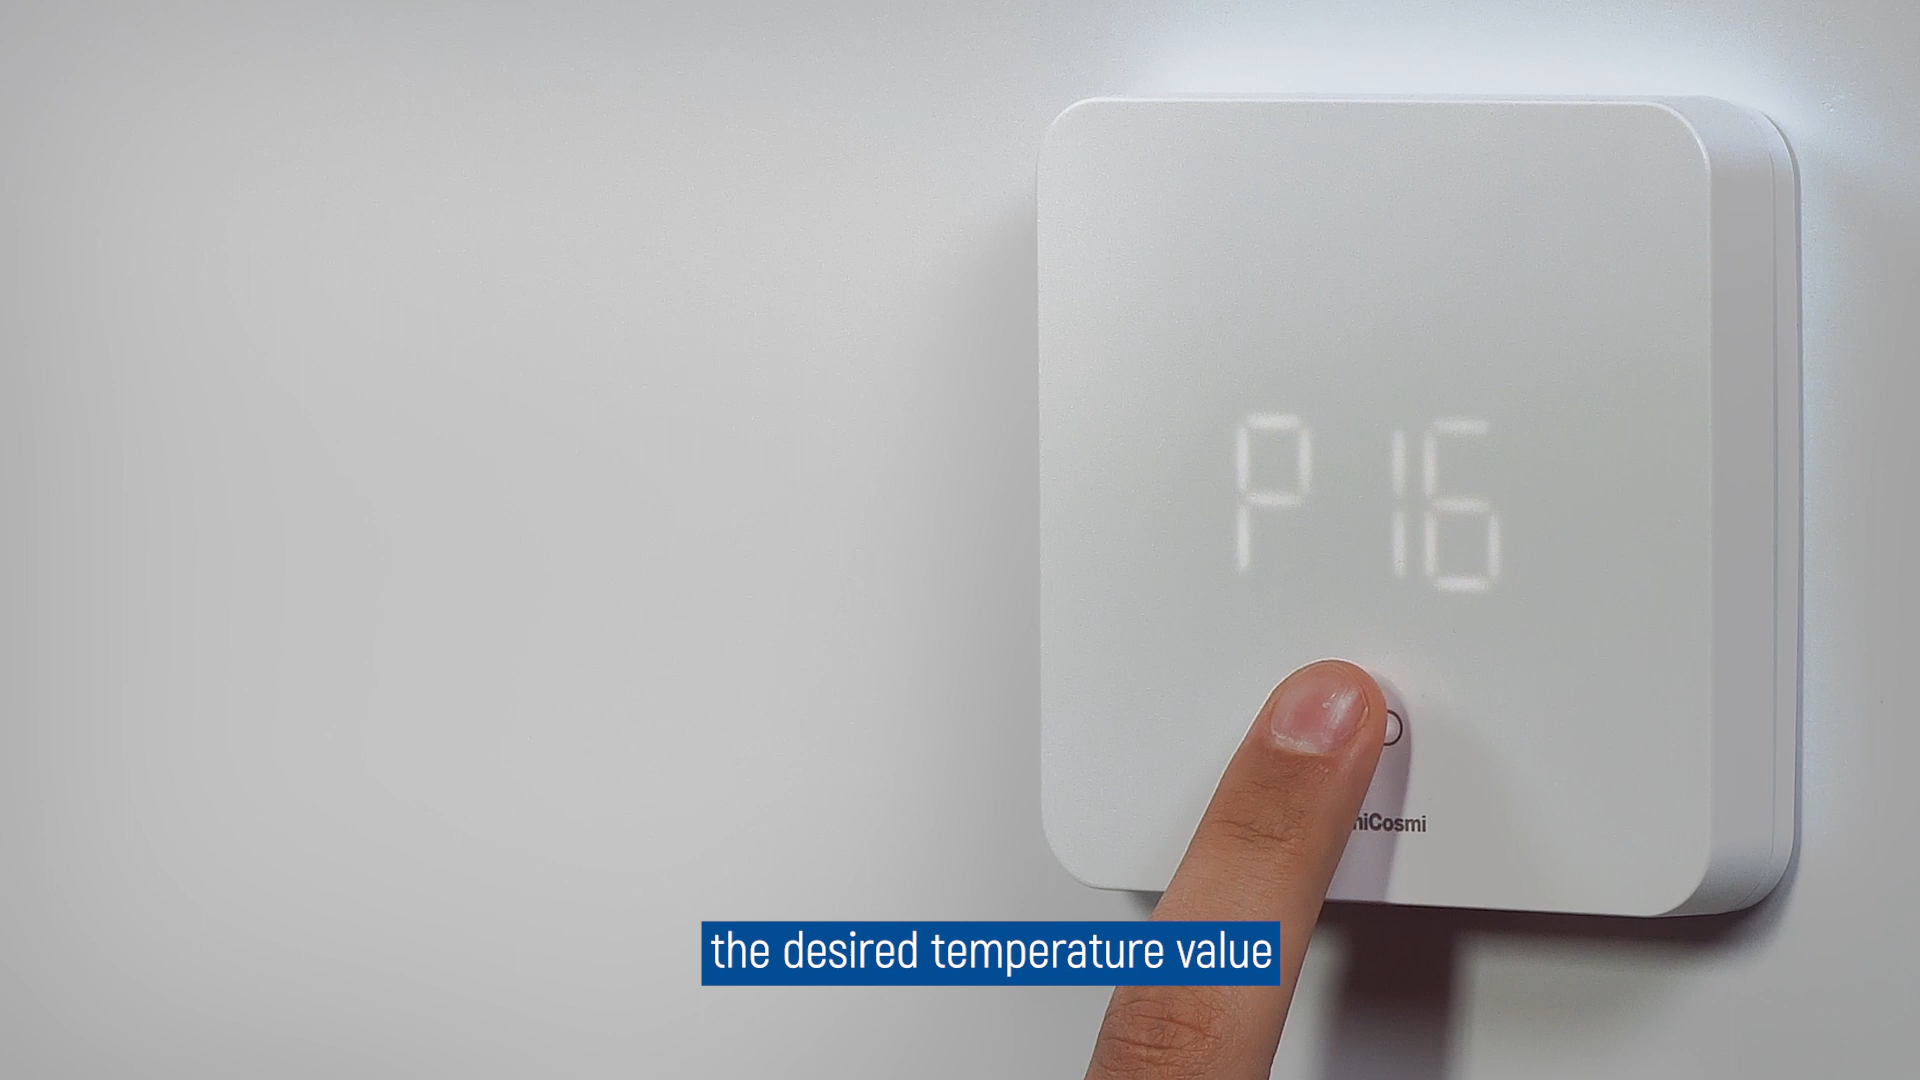 P 16
niCosmi
the desired temperature value